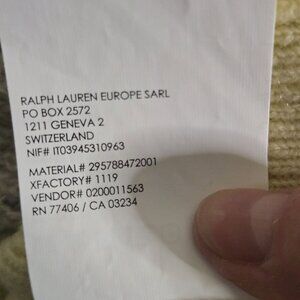 RALPH LAUREN EUROPE SARL
PO BOX 2572
1211 GENEVA 2
SWITZERLAND
NIF# IT03945310963
MATERIAL# 295788472001
XFACTORY# 1119
VENDOR# 0200011563
RN 77406 / CA 03234